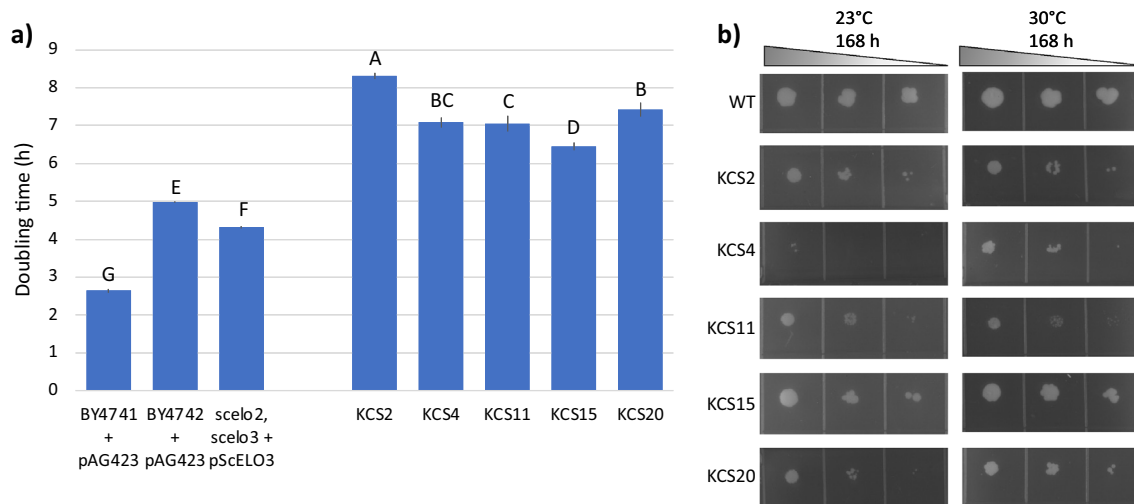 a)
Doubling time (h)
9
8
7
6
5
4
3
2
1
0
G
E
F
A
BC
C
D
B
BY4741
+
pAG423
BY4742
+
pAG423
scelo2,
scelo3 +
pScELO3
KCS2
KCS4
KCS11
KCS15
KCS20
b)
23°C
168 h
30°C
168 h
WT
KCS2
KCS4
KCS11
KCS15
KCS20